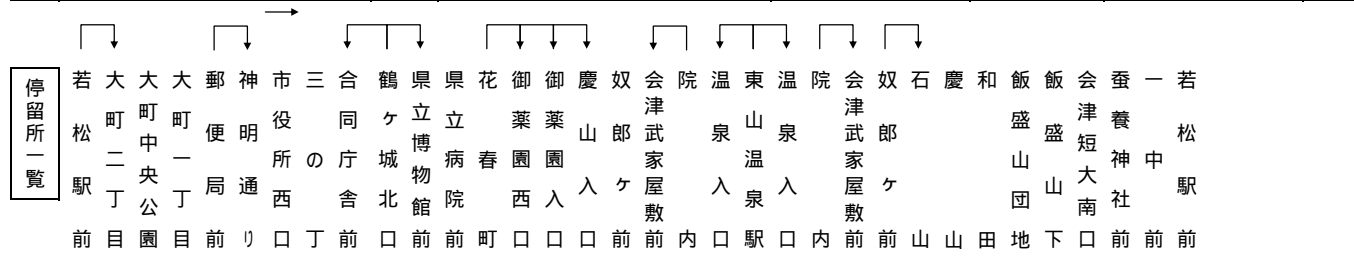 停留所一覧
若松駅前
大町二丁目
大町中央公園
大町一丁目
郵便局前
神明通り
市役所西口
三の丁
合同庁舎前
鶴ヶ城北口
県立博物館前
県立病院前
花春町
御薬園西口
御薬園入口
慶山入口
奴郎ヶ前
会津武家屋敷前
院内
温泉入口
東山温泉駅
温泉入口
院内
会津武家屋敷前
奴郎ヶ前
石山
慶山
和田
飯盛山団地
飯盛山下
会津短大南口
蚕養神社前
一中前
若松駅前